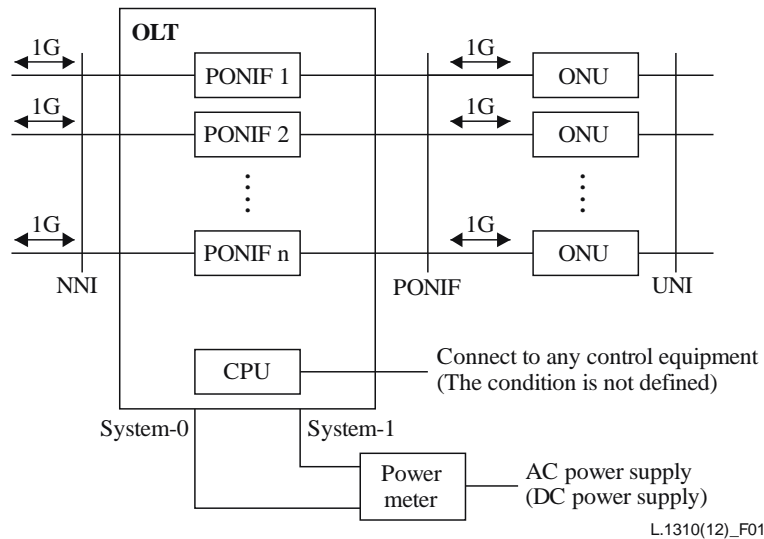 OLT
1G
1G
PONIF 1
ONU
1G
1G
PONIF 2
ONU
1G
1G
PONIF n
ONU
NNI
PONIF
UNI
CPU
Connect to any control equipment
(The condition is not defined)
System-0
System-1
Power
meter
AC power supply
(DC power supply)
L.1310(12)_F01